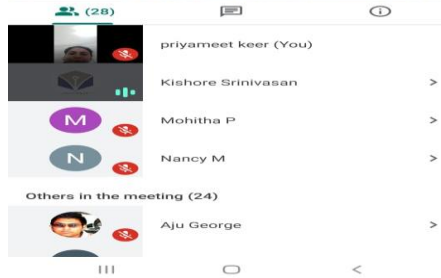 (28)
priyameet keer (You)
Kishore Srinivasan
M
Mohitha P
N
Nancy M
Others in the meeting (24)
Aju George